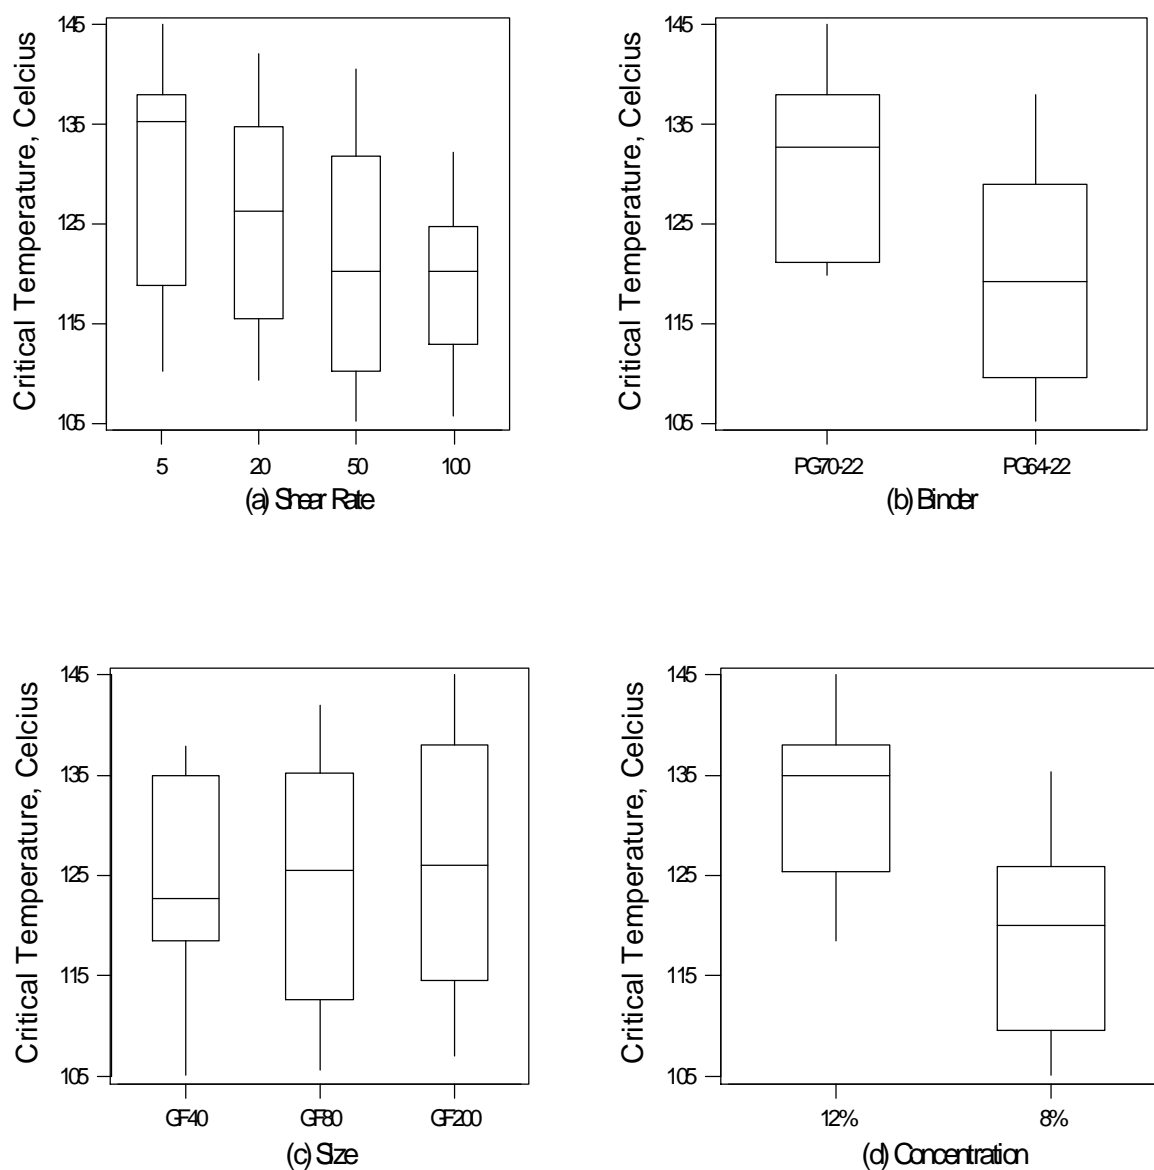 Critical Temperature, Celcius
145
135
125
115
105
5 20 50 100
(a) Shear Rate
Critical Temperature, Celcius
145
135
125
115
105
PG70-22 PG64-22
(b) Binder
Critical Temperature, Celcius
145
135
125
115
105
GF40 GF80 GF200
(c) Size
Critical Temperature, Celcius
145
135
125
115
105
12% 8%
(d) Concentration